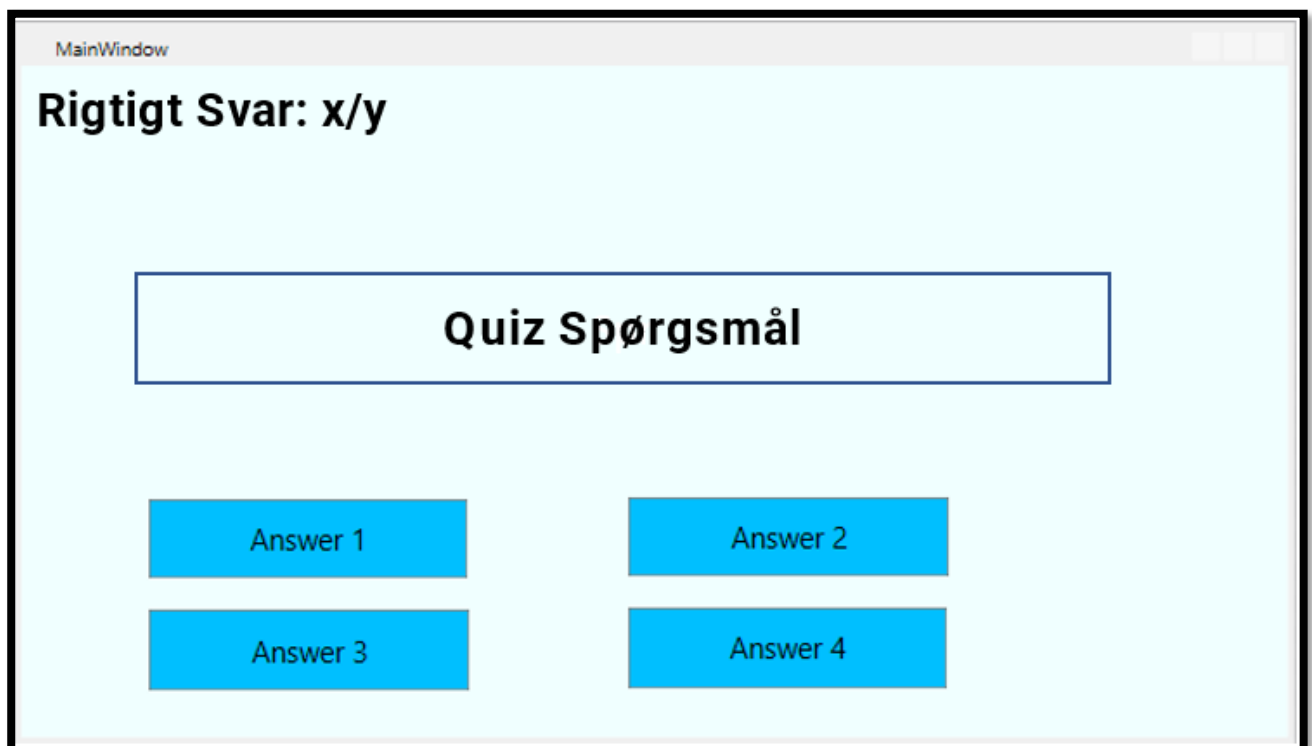 MainWindow
Rigtigt Svar: x/y
Quiz Spørgsmål
Answer 1
Answer 2
Answer 3
Answer 4